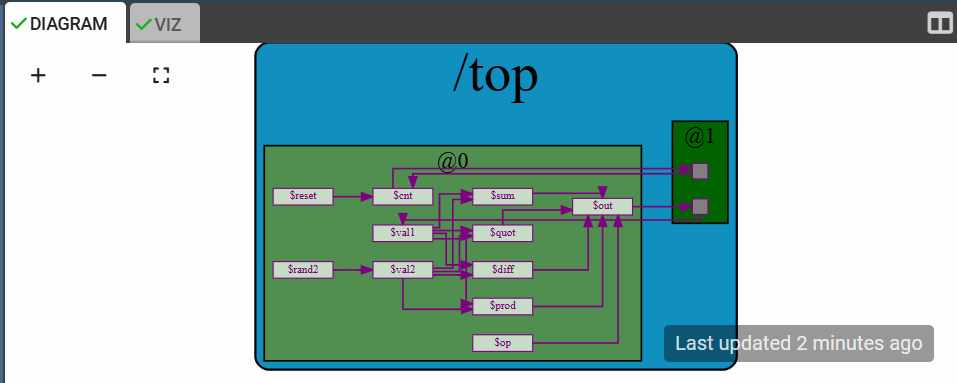 DIAGRAM
VIZ
/top
@1
@0
$reset
$cnt
$sum
$out
$val1
$quot
$rand2
$val2
$diff
$prod
$op
Last updated 2 minutes ago